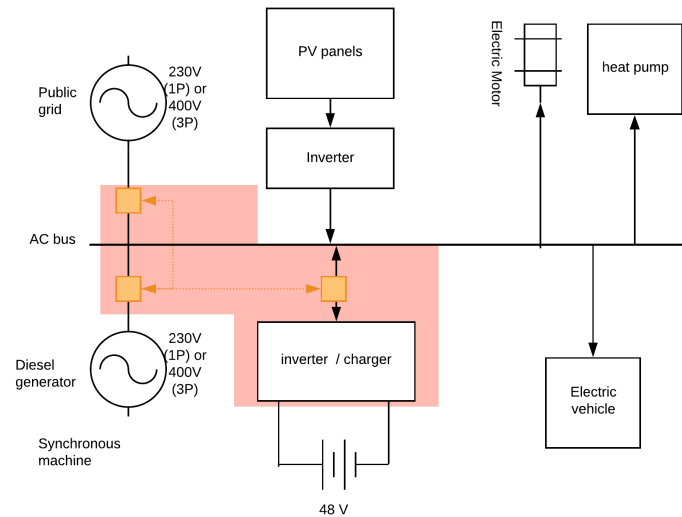 Public
grid
230V
(1P) or
400V
(3P)
PV panels
Inverter
Electric Motor
heat pump
AC bus
Diesel
generator
230V
(1P) or
400V
(3P)
inverter / charger
Electric
vehicle
Synchronous
machine
48 V